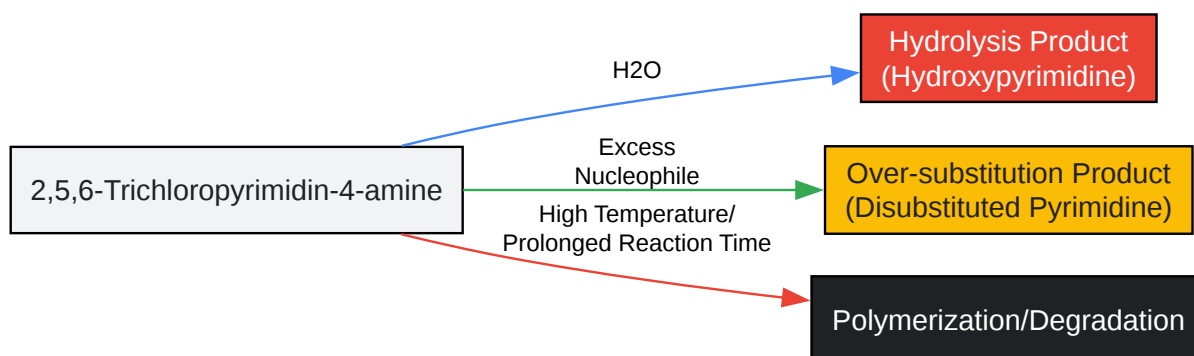 Hydrolysis Product
(Hydroxypyrimidine)
H2O
2,5,6-Trichloropyrimidin-4-amine
Excess
Nucleophile
Over-substitution Product
(Disubstituted Pyrimidine)
High Temperature/
Prolonged Reaction Time
Polymerization/Degradation